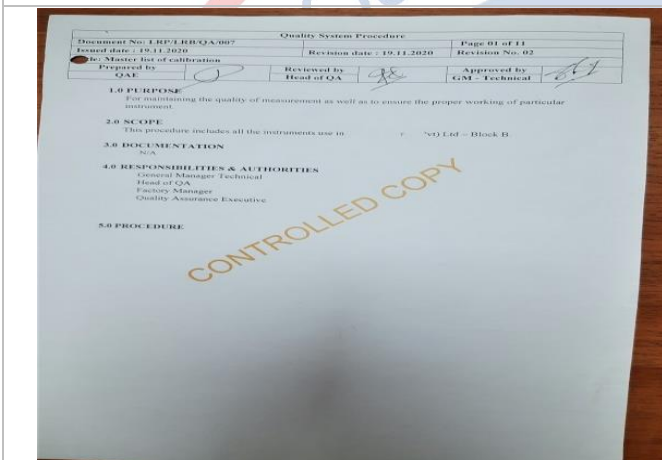 Quality System Procedure
Document No: LRP/LRB/QA/007
Page 01 of 11
Issued date : 19.11.2020
Revision date : 19.11.2020
Revision No. 02
Master list of calibration
Prepared by
QAE
Reviewed by
Head of QA
Approved by
GM - Technical
1.0 PURPOSE
For maintaining the quality of measurement as well as to ensure the proper working of particular
instrument.
2.0 SCOPE
This procedure includes all the instruments use in Ltd – Block B.
3.0 DOCUMENTATION
N/A
4.0 RESPONSIBILITIES & AUTHORITIES
General Manager Technical
Head of QA
Factory Manager
Quality Assurance Executive
5.0 PROCEDURE
CONTROLLED COPY